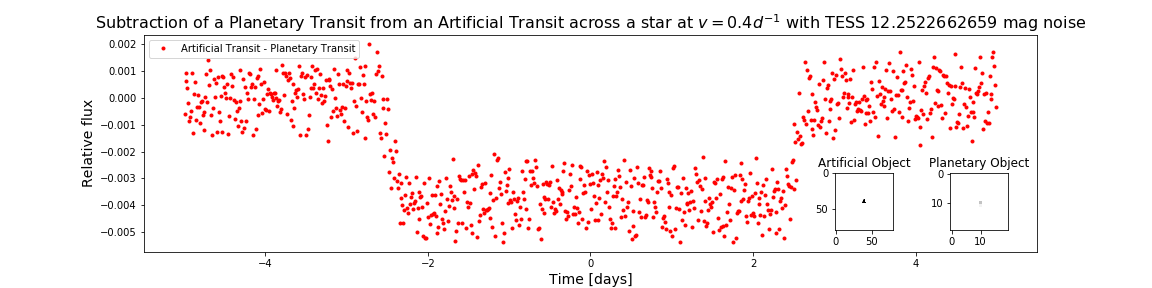 Subtraction of a Planetary Transit from an Artificial Transit across a star at v = 0.4d⁻¹ with TESS 12.2522662659 mag noise
Artificial Transit - Planetary Transit
Relative flux
0.002
0.001
0.000
−0.001
−0.002
−0.003
−0.004
−0.005
Artificial Object
0
50
0 50
Planetary Object
0
10
0 10
−4 −2 0 2 4
Time [days]